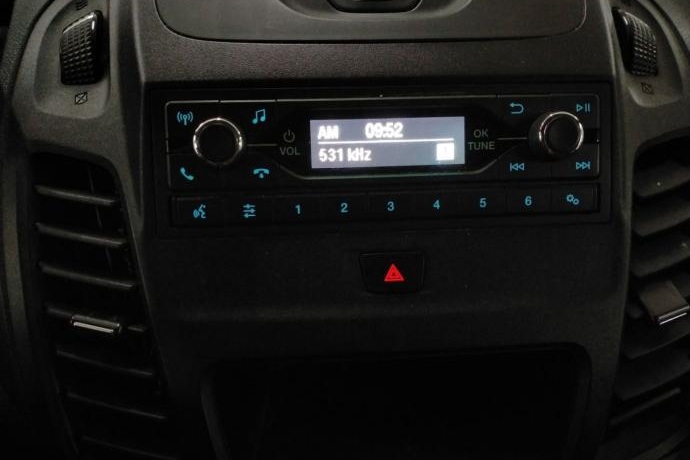 AM 09:52
531 kHz
VOL
OK
TUNE
1 2 3 4 5 6